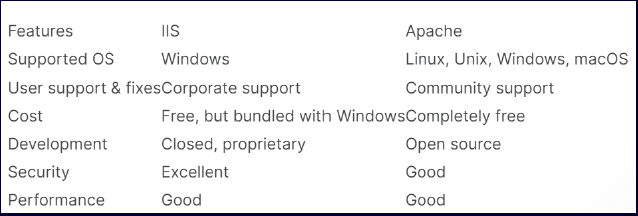 Features IIS Apache
Supported OS Windows Linux, Unix, Windows, macOS
User support & fixes Corporate support Community support
Cost Free, but bundled with Windows Completely free
Development Closed, proprietary Open source
Security Excellent Good
Performance Good Good